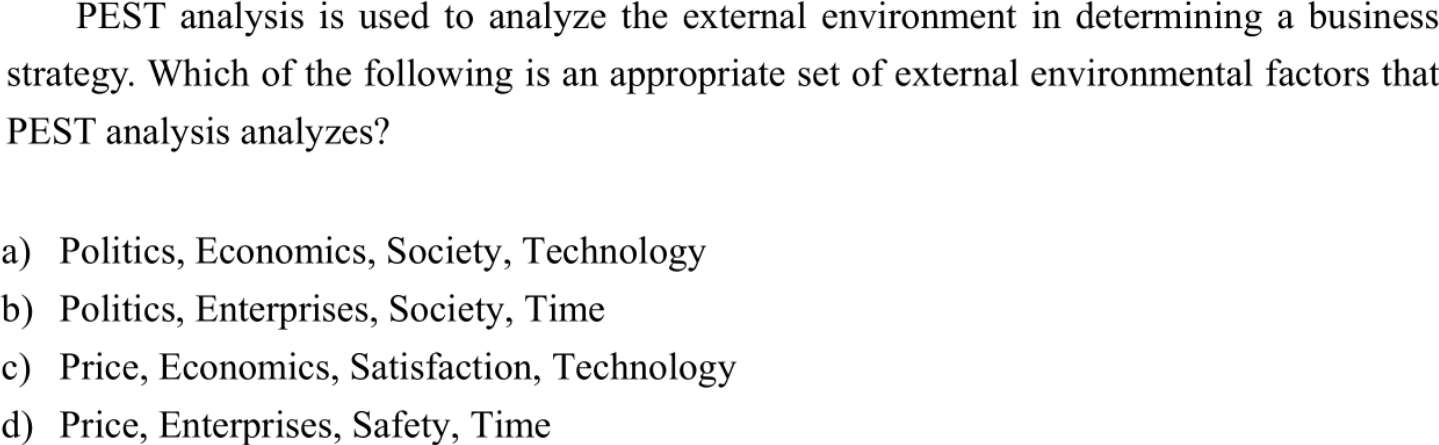 PEST analysis is used to analyze the external environment in determining a business
strategy. Which of the following is an appropriate set of external environmental factors that
PEST analysis analyzes?
a) Politics, Economics, Society, Technology
b) Politics, Enterprises, Society, Time
c) Price, Economics, Satisfaction, Technology
d) Price, Enterprises, Safety, Time